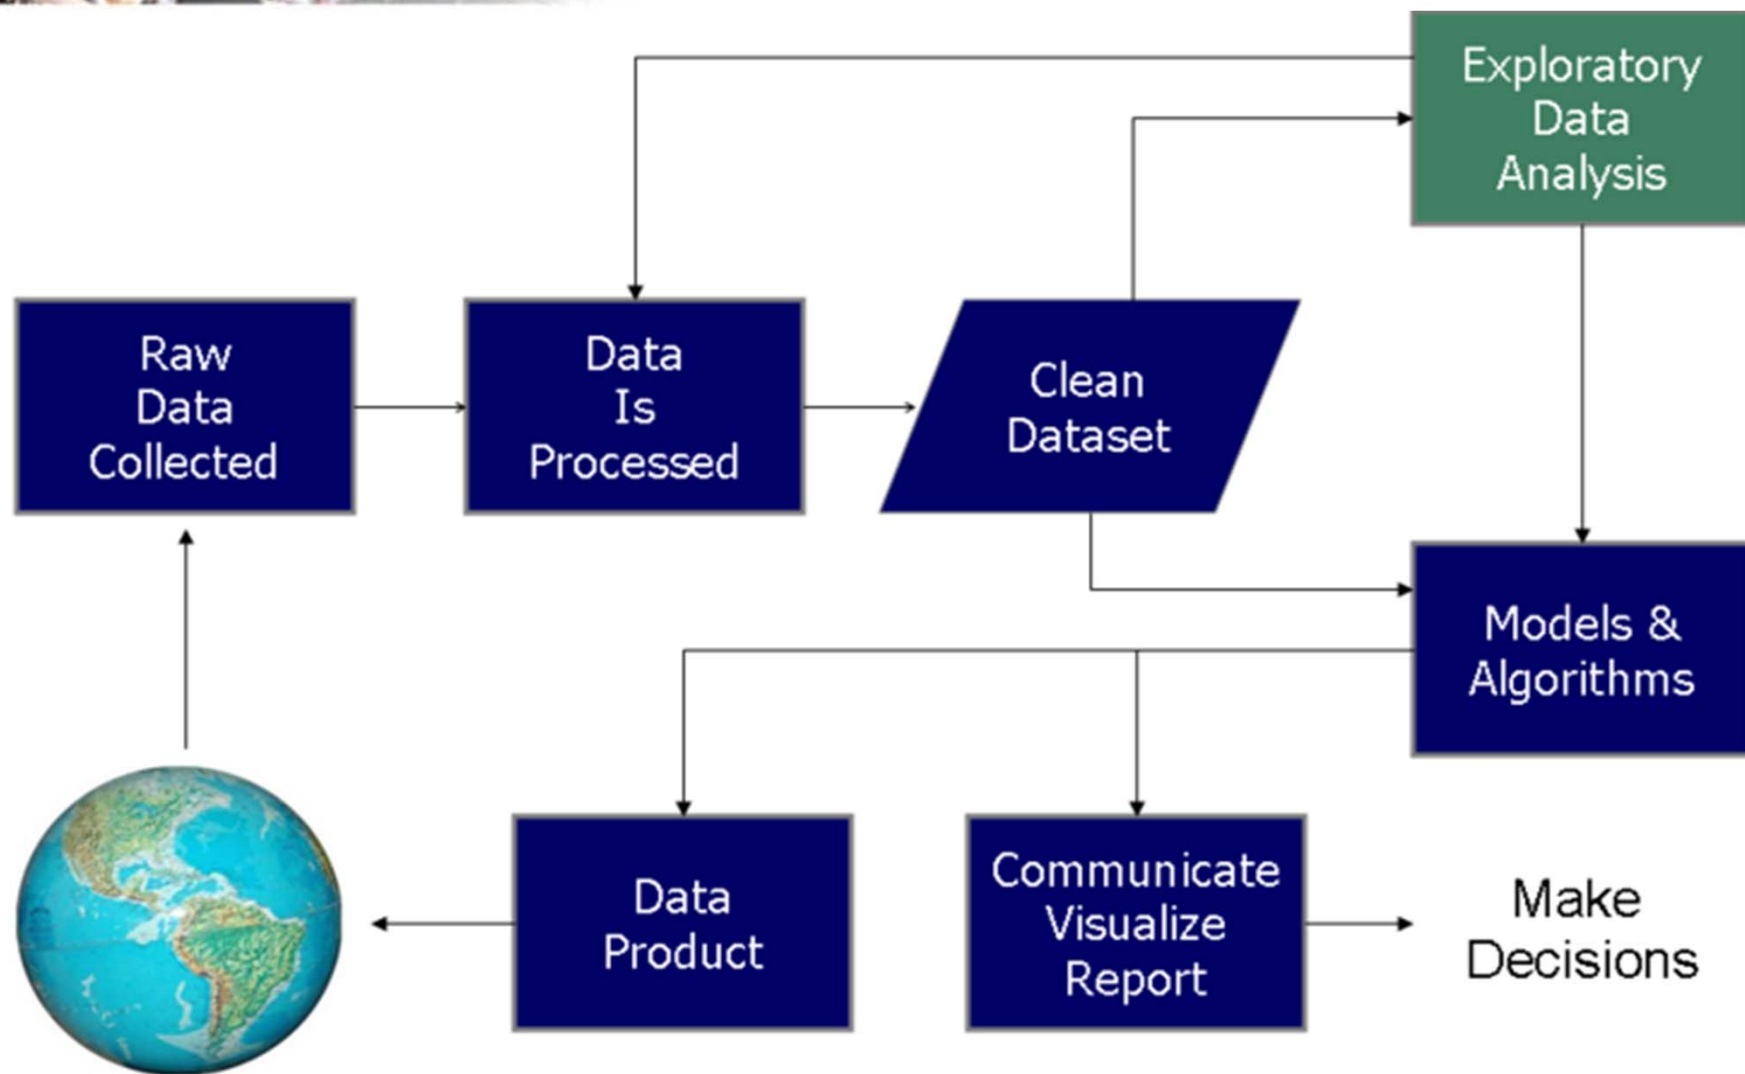 Exploratory
Data
Analysis
Raw
Data
Collected
Data
Is
Processed
Clean
Dataset
Models &
Algorithms
Data
Product
Communicate
Visualize
Report
Make
Decisions